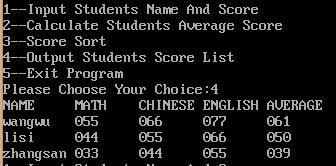 1--Input Students Name And Score
2--Calculate Students Average Score
3--Score Sort
4--Output Students Score List
5--Exit Program
Please Choose Your Choice:4
NAME MATH CHINESE ENGLISH AVERAGE
wangwu 055 066 077 061
lisi 044 055 066 050
zhangsan 033 044 055 039